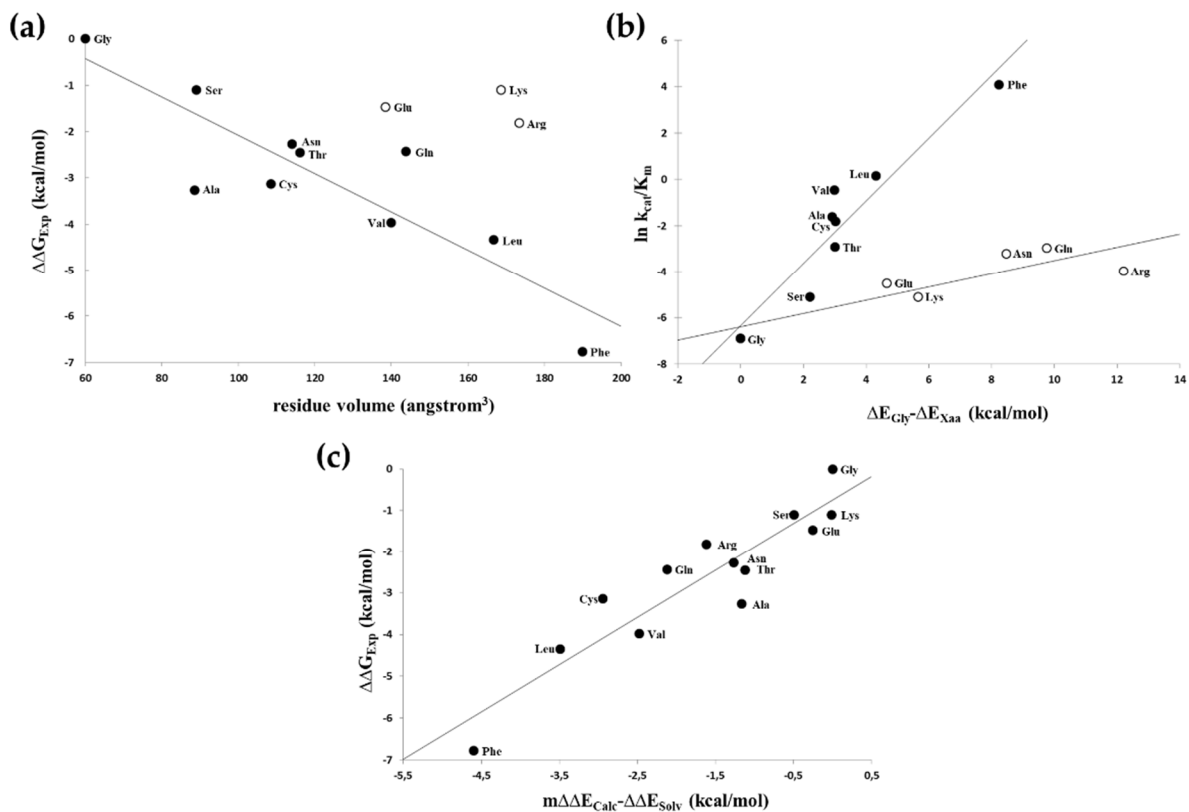 (a)
0
-1
-2
-3
-4
-5
-6
-7
ΔΔG_Exp (kcal/mol)
Gly
Ser
Lys
Glu
Arg
Asn
Thr
Gln
Ala
Cys
Val
Leu
Phe
60 80 100 120 140 160 180 200
residue volume (angstrom³)
(b)
6
4
2
0
-2
-4
-6
-8
ln k_cat/K_m
Phe
Leu
Val
Ala
Cys
Thr
Asn
Gln
Arg
Glu
Ser
Lys
Gly
-2 0 2 4 6 8 10 12 14
ΔE_Gly-ΔE_Xaa (kcal/mol)
(c)
0
-1
-2
-3
-4
-5
-6
-7
ΔΔG_Exp (kcal/mol)
Gly
Ser
Lys
Glu
Arg
Asn
Gln
Thr
Cys
Ala
Val
Leu
Phe
-5,5 -4,5 -3,5 -2,5 -1,5 -0,5 0,5
mΔΔE_Calc-ΔΔE_Solv (kcal/mol)